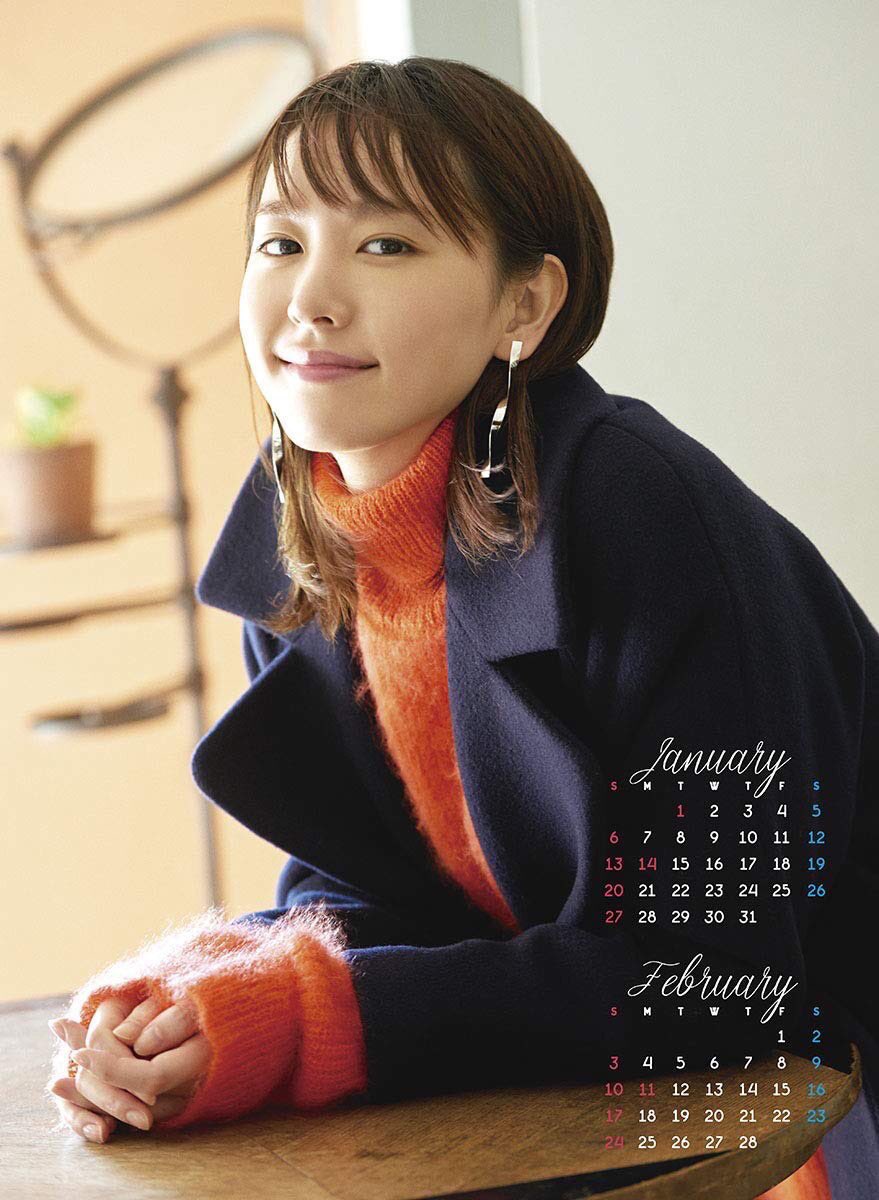 January
S M T W T F S
1 2 3 4 5
6 7 8 9 10 11 12
13 14 15 16 17 18 19
20 21 22 23 24 25 26
27 28 29 30 31
February
S M T W T F S
1 2
3 4 5 6 7 8 9
10 11 12 13 14 15 16
17 18 19 20 21 22 23
24 25 26 27 28